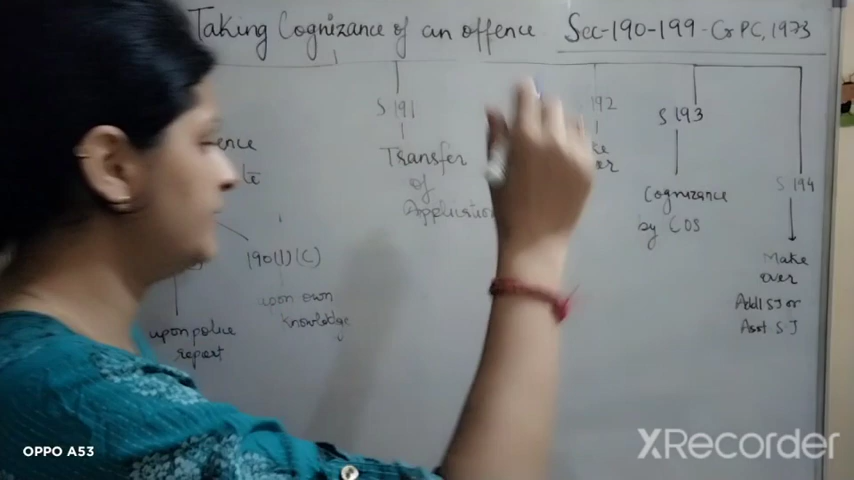 Taking Cognizance of an offence Sec-190-199-CrPC, 1973
S 191
192
S 193
S 194
Transfer
of
Application
Cognizance
by COS
Make
over
Addl SJ or
Asst SJ
190(1)(C)
upon own
knowledge
upon police
report
OPPO A53
XRecorder